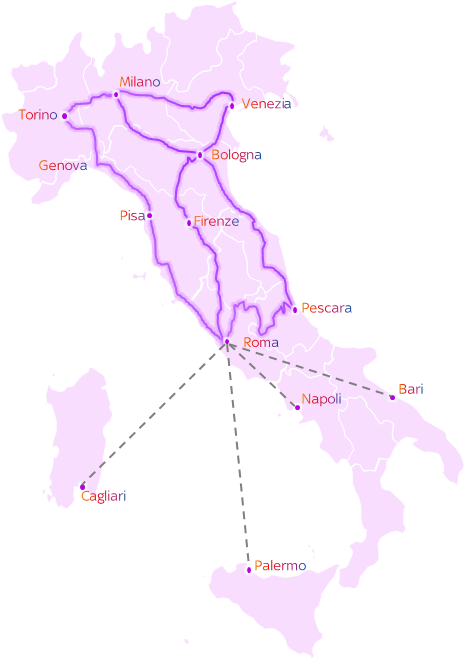 Milano
Venezia
Torino
Bologna
Genova
Pisa
Firenze
Pescara
Roma
Bari
Napoli
Cagliari
Palermo